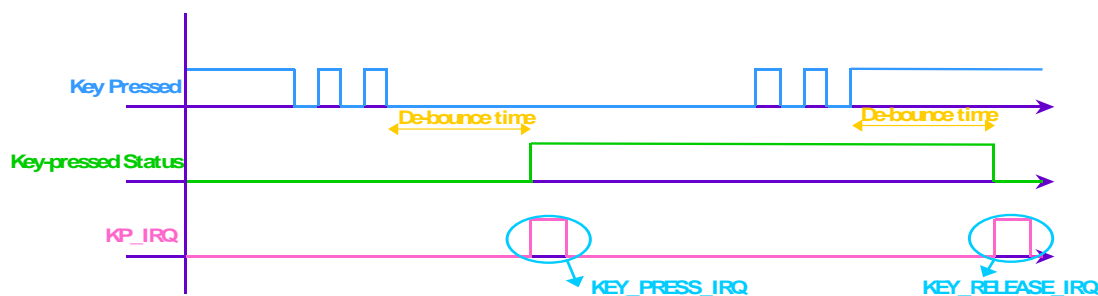 Key Pressed
De-bounce time
De-bounce time
Key-pressed Status
KP_IRQ
KEY_PRESS_IRQ
KEY_RELEASE_IRQ